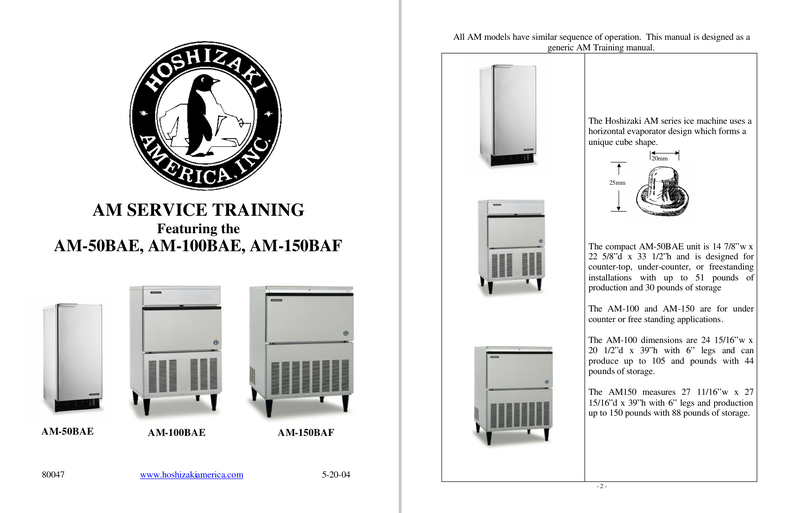 HOSHIZAKI
AMERICA, INC.
AM SERVICE TRAINING
Featuring the
AM-50BAE, AM-100BAE, AM-150BAF
AM-50BAE
AM-100BAE
AM-150BAF
80047
www.hoshizakiamerica.com
5-20-04
All AM models have similar sequence of operation.  This manual is designed as a
generic AM Training manual.
The Hoshizaki AM series ice machine uses a
horizontal evaporator design which forms a
unique cube shape.
20mm
25mm
The compact AM-50BAE unit is 14 7/8”w x
22 5/8”d x 33 1/2”h and is designed for
counter-top, under-counter, or freestanding
installations with up to 51 pounds of
production and 30 pounds of storage
The AM-100 and AM-150 are for under
counter or free standing applications.
The AM-100 dimensions are 24 15/16”w x
20 1/2”d x 39”h with 6” legs and can
produce up to 105 and pounds with 44
pounds of storage.
The AM150 measures 27 11/16”w x 27
15/16”d x 39”h with 6” legs and production
up to 150 pounds with 88 pounds of storage.
- 2 -